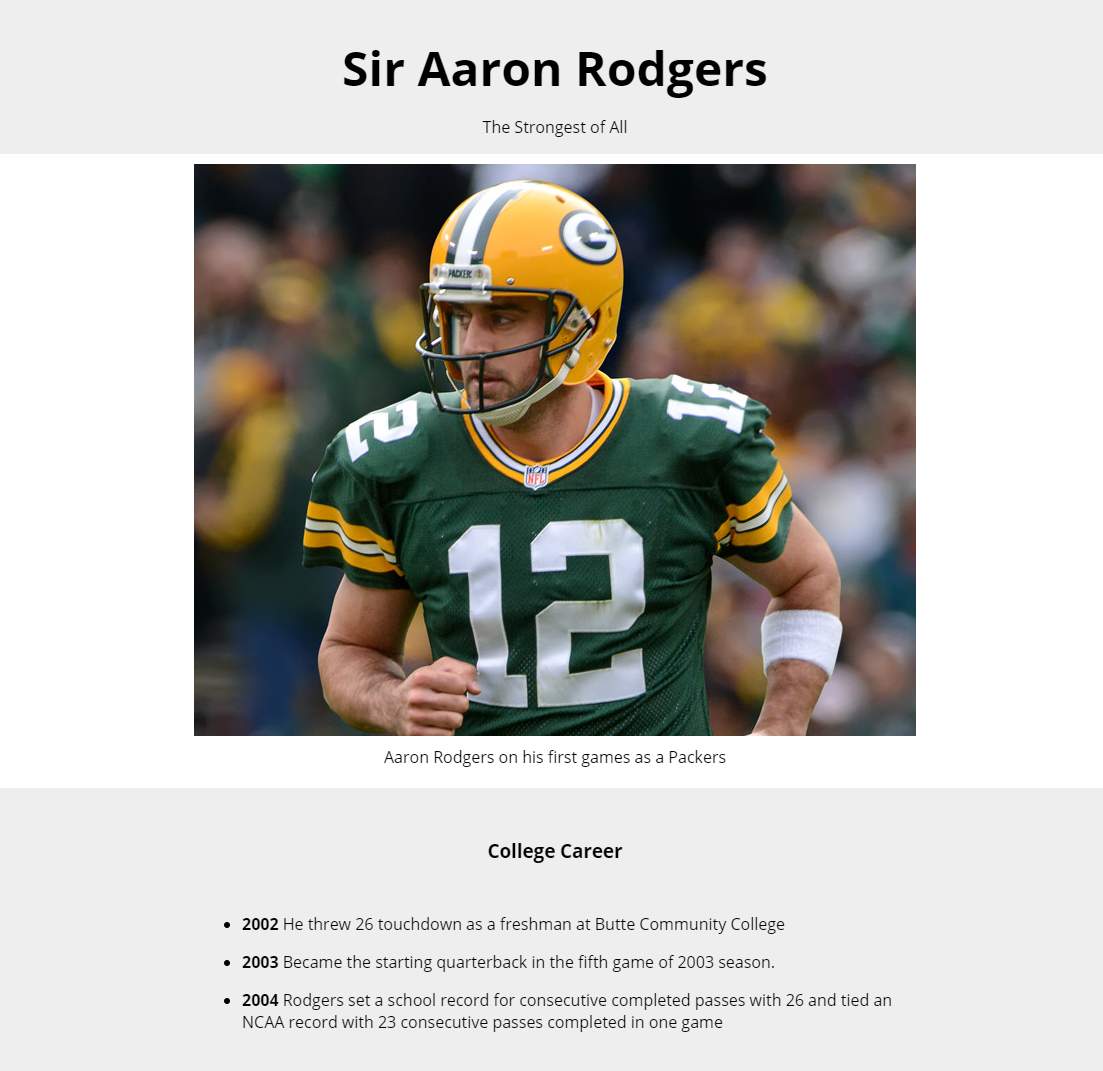 Sir Aaron Rodgers
The Strongest of All
G
PACKERS
12
12
NFL
12
Aaron Rodgers on his first games as a Packers
College Career
2002 He threw 26 touchdown as a freshman at Butte Community College
2003 Became the starting quarterback in the fifth game of 2003 season.
2004 Rodgers set a school record for consecutive completed passes with 26 and tied an
NCAA record with 23 consecutive passes completed in one game